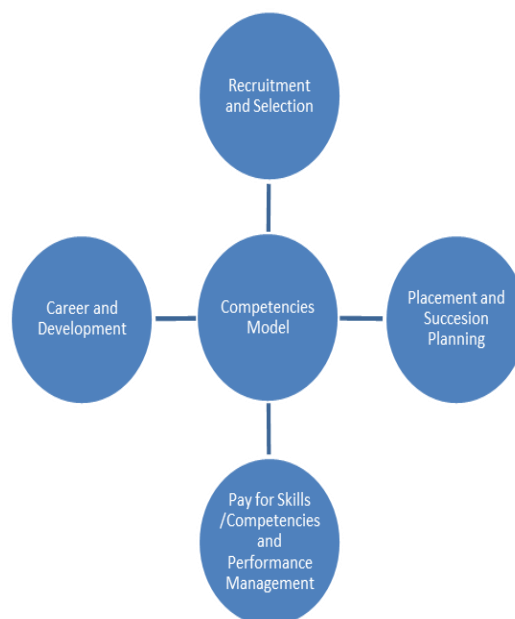 Recruitment
and Selection
Career and
Development
Competencies
Model
Placement and
Succesion
Planning
Pay for Skills
/Competencies
and
Performance
Management